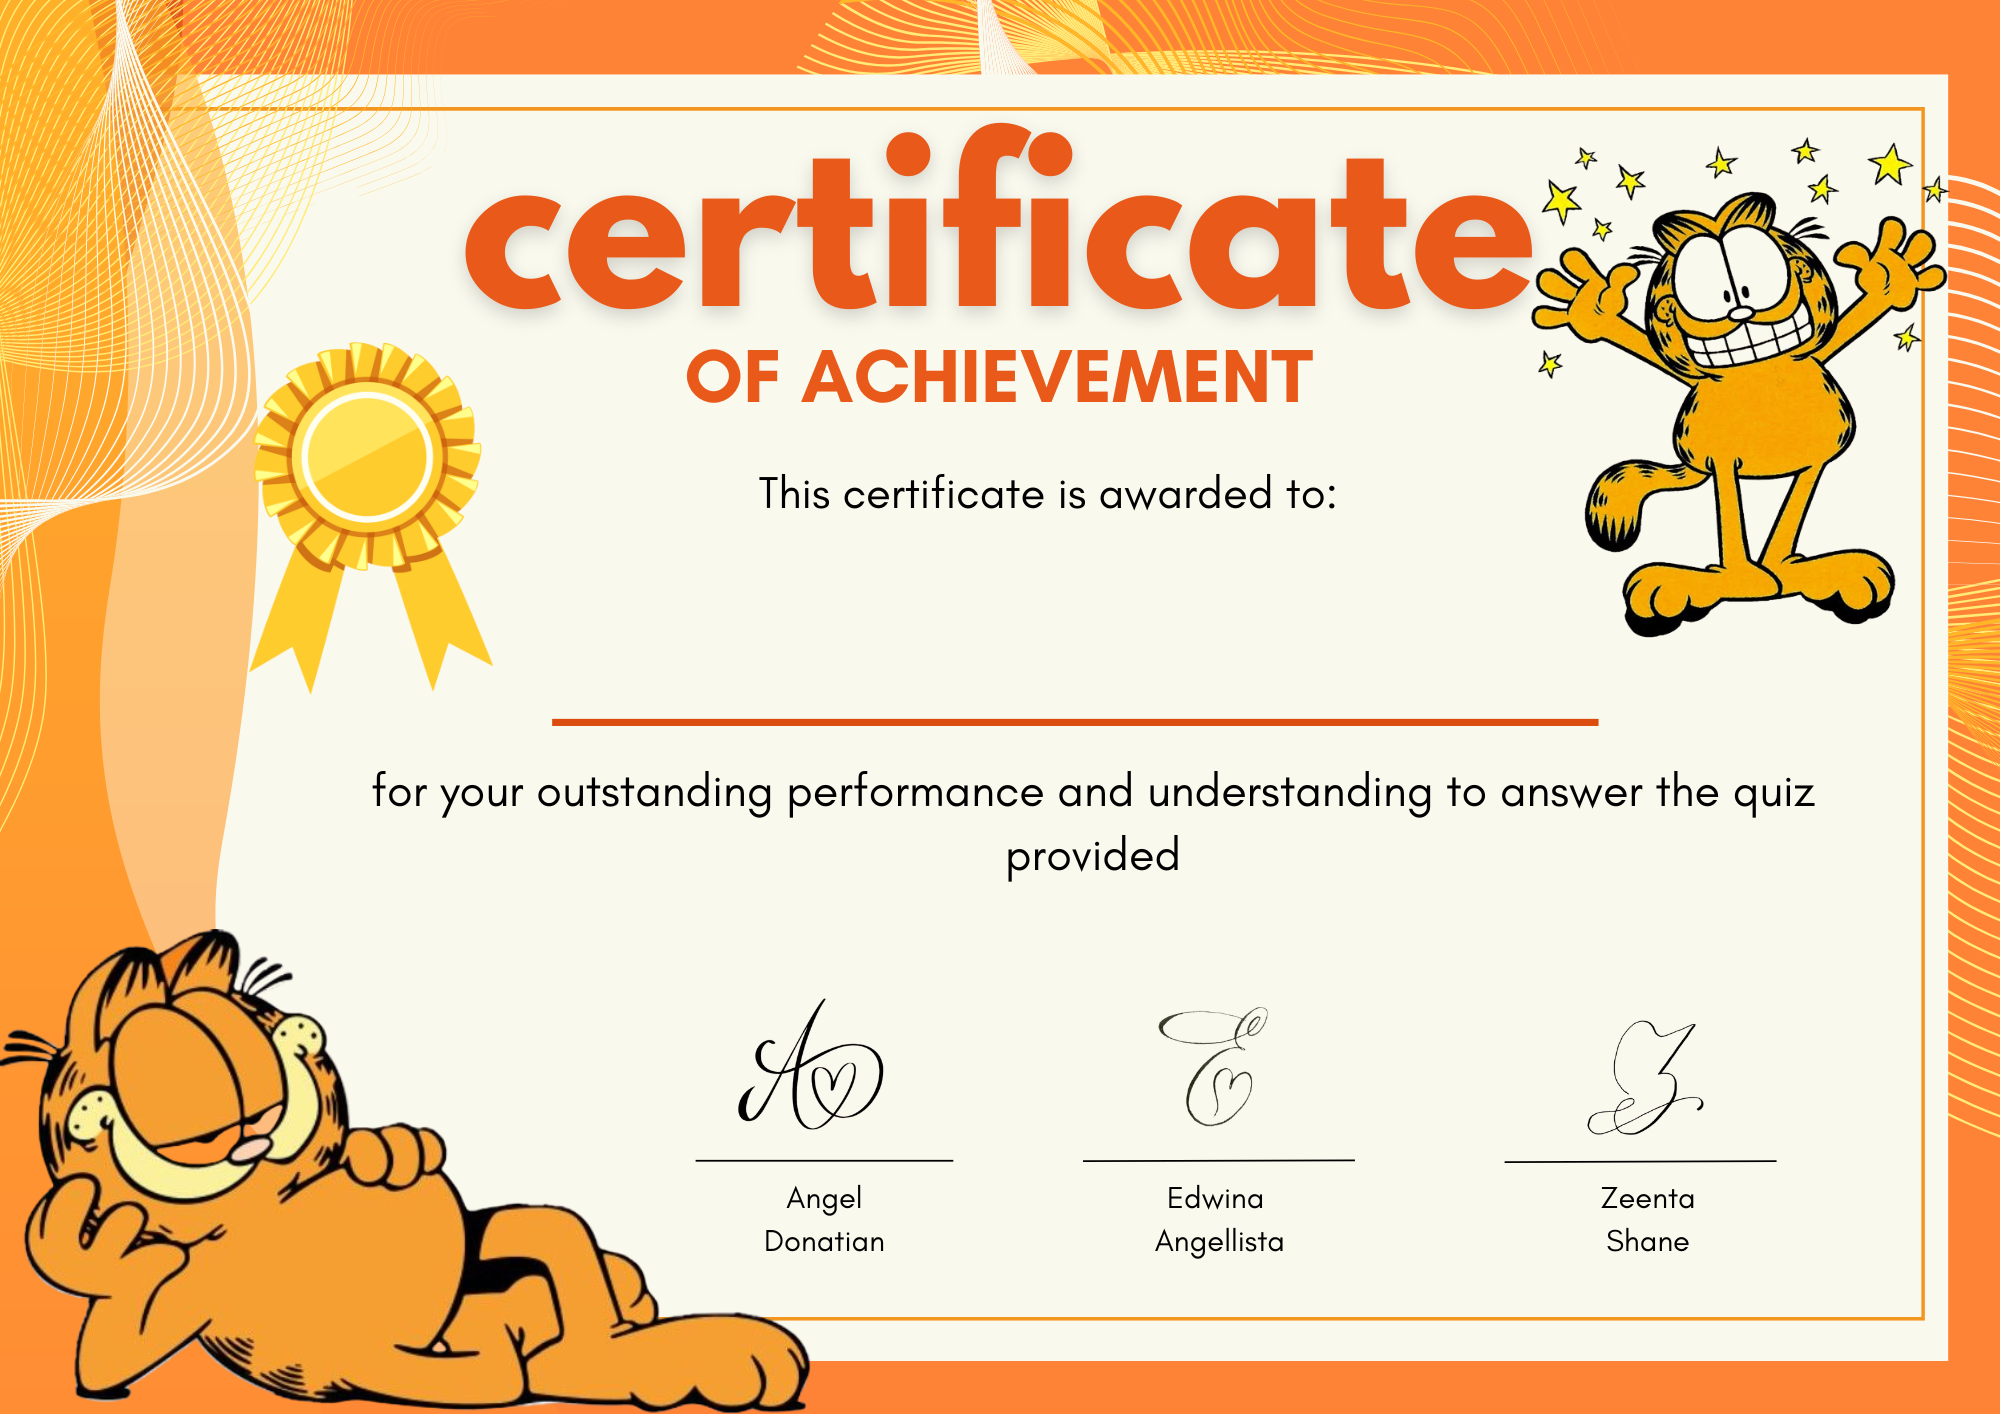 certificate
OF ACHIEVEMENT
This certificate is awarded to:
for your outstanding performance and understanding to answer the quiz
provided
Angel
Donatian
Edwina
Angellista
Zeenta
Shane